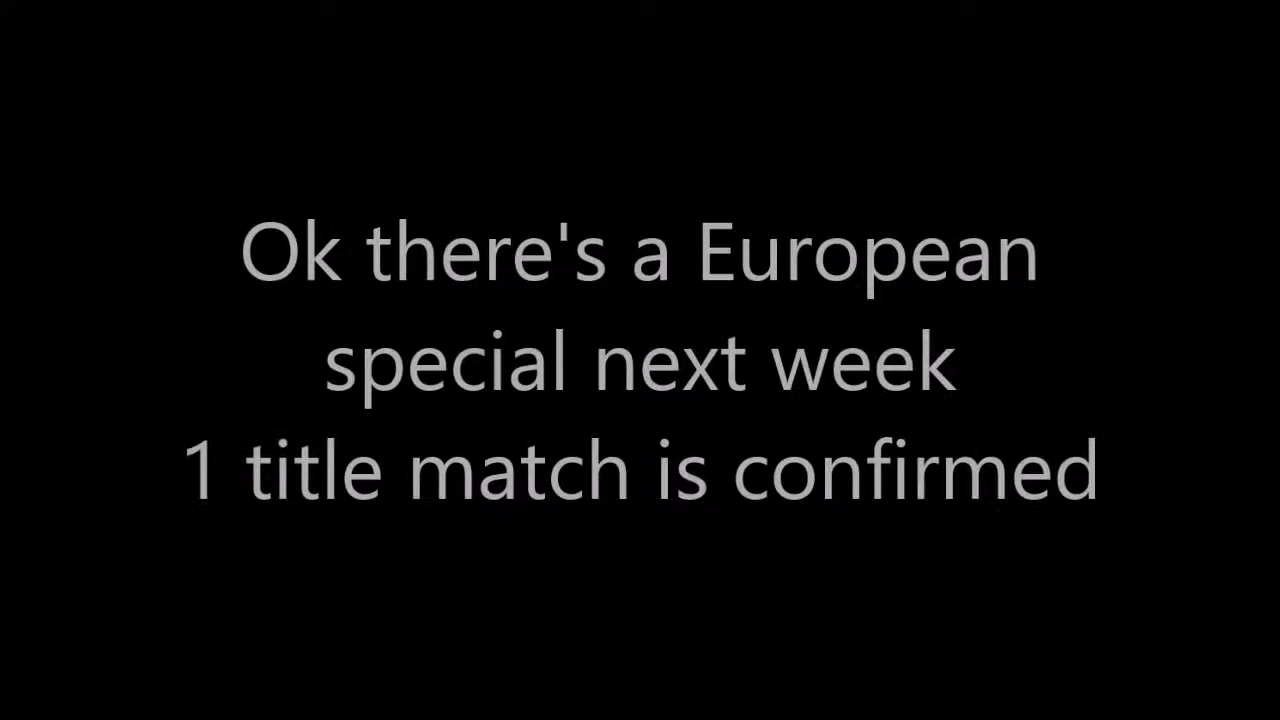 Ok there's a European
special next week
1 title match is confirmed